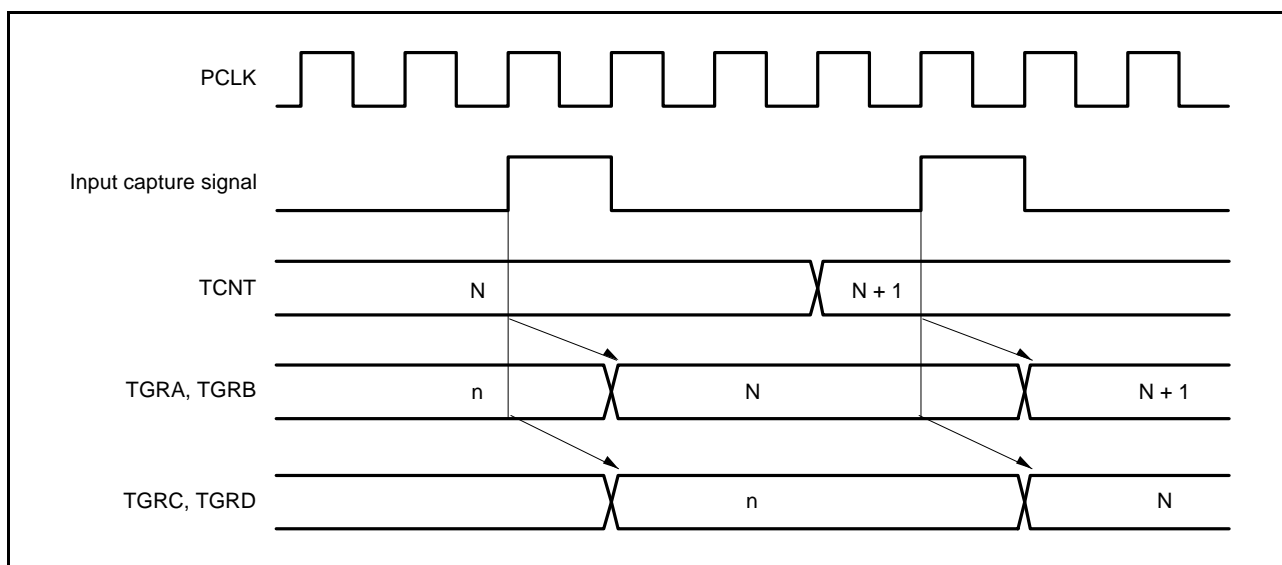 PCLK
Input capture signal
TCNT
N
N + 1
TGRA, TGRB
n
N
N + 1
TGRC, TGRD
n
N